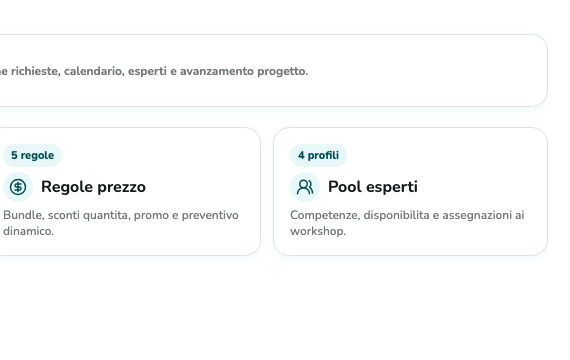 richieste, calendario, esperti e avanzamento progetto.
5 regole
Regole prezzo
Bundle, sconti quantita, promo e preventivo
dinamico.
4 profili
Pool esperti
Competenze, disponibilita e assegnazioni ai
workshop.